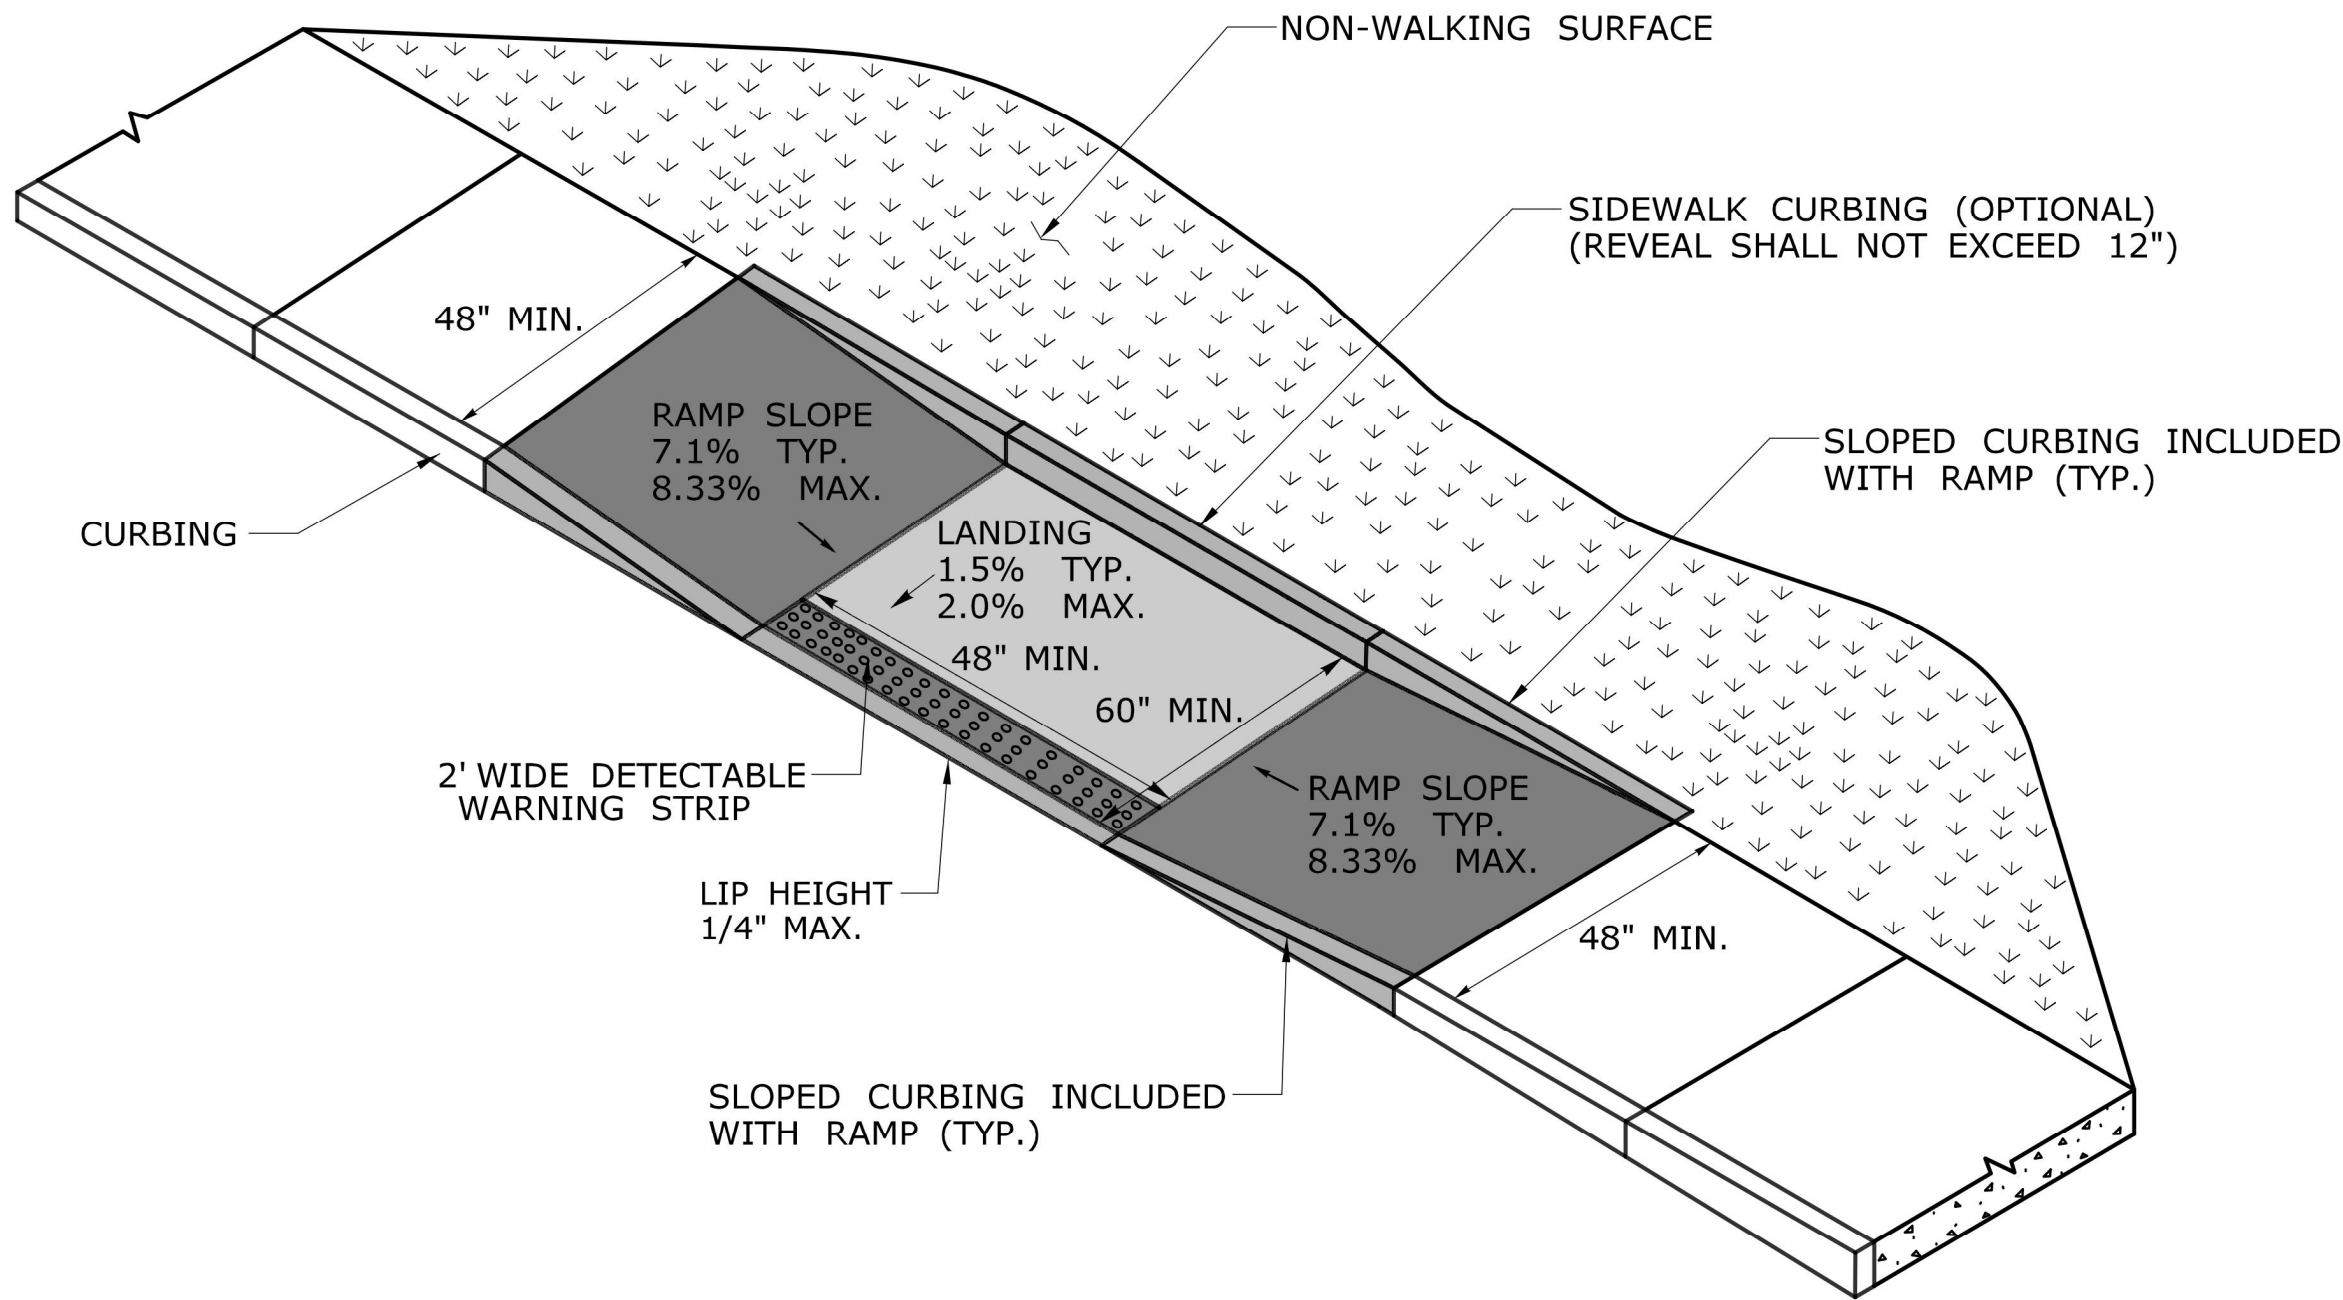 NON-WALKING SURFACE
SIDEWALK CURBING (OPTIONAL)
(REVEAL SHALL NOT EXCEED 12")
48" MIN.
RAMP SLOPE
7.1% TYP.
8.33% MAX.
SLOPED CURBING INCLUDED
WITH RAMP (TYP.)
CURBING
LANDING
1.5% TYP.
2.0% MAX.
48" MIN.
60" MIN.
2' WIDE DETECTABLE
WARNING STRIP
RAMP SLOPE
7.1% TYP.
8.33% MAX.
LIP HEIGHT
1/4" MAX.
48" MIN.
SLOPED CURBING INCLUDED
WITH RAMP (TYP.)